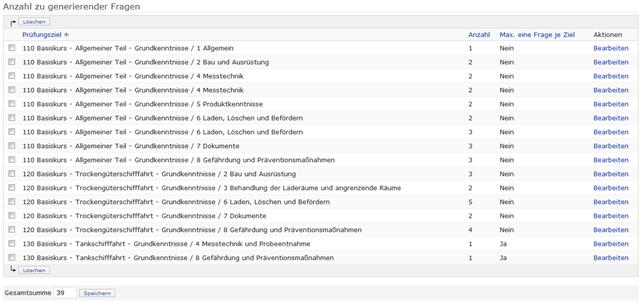 Anzahl zu generierender Fragen
Löschen
Prüfungsziel ↑ Anzahl Max. eine Frage je Ziel Aktionen
110 Basiskurs - Allgemeiner Teil - Grundkenntnisse / 1 Allgemein 1 Nein Bearbeiten
110 Basiskurs - Allgemeiner Teil - Grundkenntnisse / 2 Bau und Ausrüstung 2 Nein Bearbeiten
110 Basiskurs - Allgemeiner Teil - Grundkenntnisse / 4 Messtechnik 2 Nein Bearbeiten
110 Basiskurs - Allgemeiner Teil - Grundkenntnisse / 4 Messtechnik 2 Nein Bearbeiten
110 Basiskurs - Allgemeiner Teil - Grundkenntnisse / 5 Produktkenntnisse 2 Nein Bearbeiten
110 Basiskurs - Allgemeiner Teil - Grundkenntnisse / 6 Laden, Löschen und Befördern 2 Nein Bearbeiten
110 Basiskurs - Allgemeiner Teil - Grundkenntnisse / 6 Laden, Löschen und Befördern 3 Nein Bearbeiten
110 Basiskurs - Allgemeiner Teil - Grundkenntnisse / 7 Dokumente 3 Nein Bearbeiten
110 Basiskurs - Allgemeiner Teil - Grundkenntnisse / 8 Gefährdung und Präventionsmaßnahmen 3 Nein Bearbeiten
120 Basiskurs - Trockengüterschifffahrt - Grundkenntnisse / 2 Bau und Ausrüstung 3 Nein Bearbeiten
120 Basiskurs - Trockengüterschifffahrt - Grundkenntnisse / 3 Behandlung der Laderäume und angrenzende Räume 2 Nein Bearbeiten
120 Basiskurs - Trockengüterschifffahrt - Grundkenntnisse / 6 Laden, Löschen und Befördern 5 Nein Bearbeiten
120 Basiskurs - Trockengüterschifffahrt - Grundkenntnisse / 7 Dokumente 2 Nein Bearbeiten
120 Basiskurs - Trockengüterschifffahrt - Grundkenntnisse / 8 Gefährdung und Präventionsmaßnahmen 4 Nein Bearbeiten
130 Basiskurs - Tankschifffahrt - Grundkenntnisse / 4 Messtechnik und Probeentnahme 1 Ja Bearbeiten
130 Basiskurs - Tankschifffahrt - Grundkenntnisse / 8 Gefährdung und Präventionsmaßnahmen 1 Ja Bearbeiten
Löschen
Gesamtsumme 39 Speichern